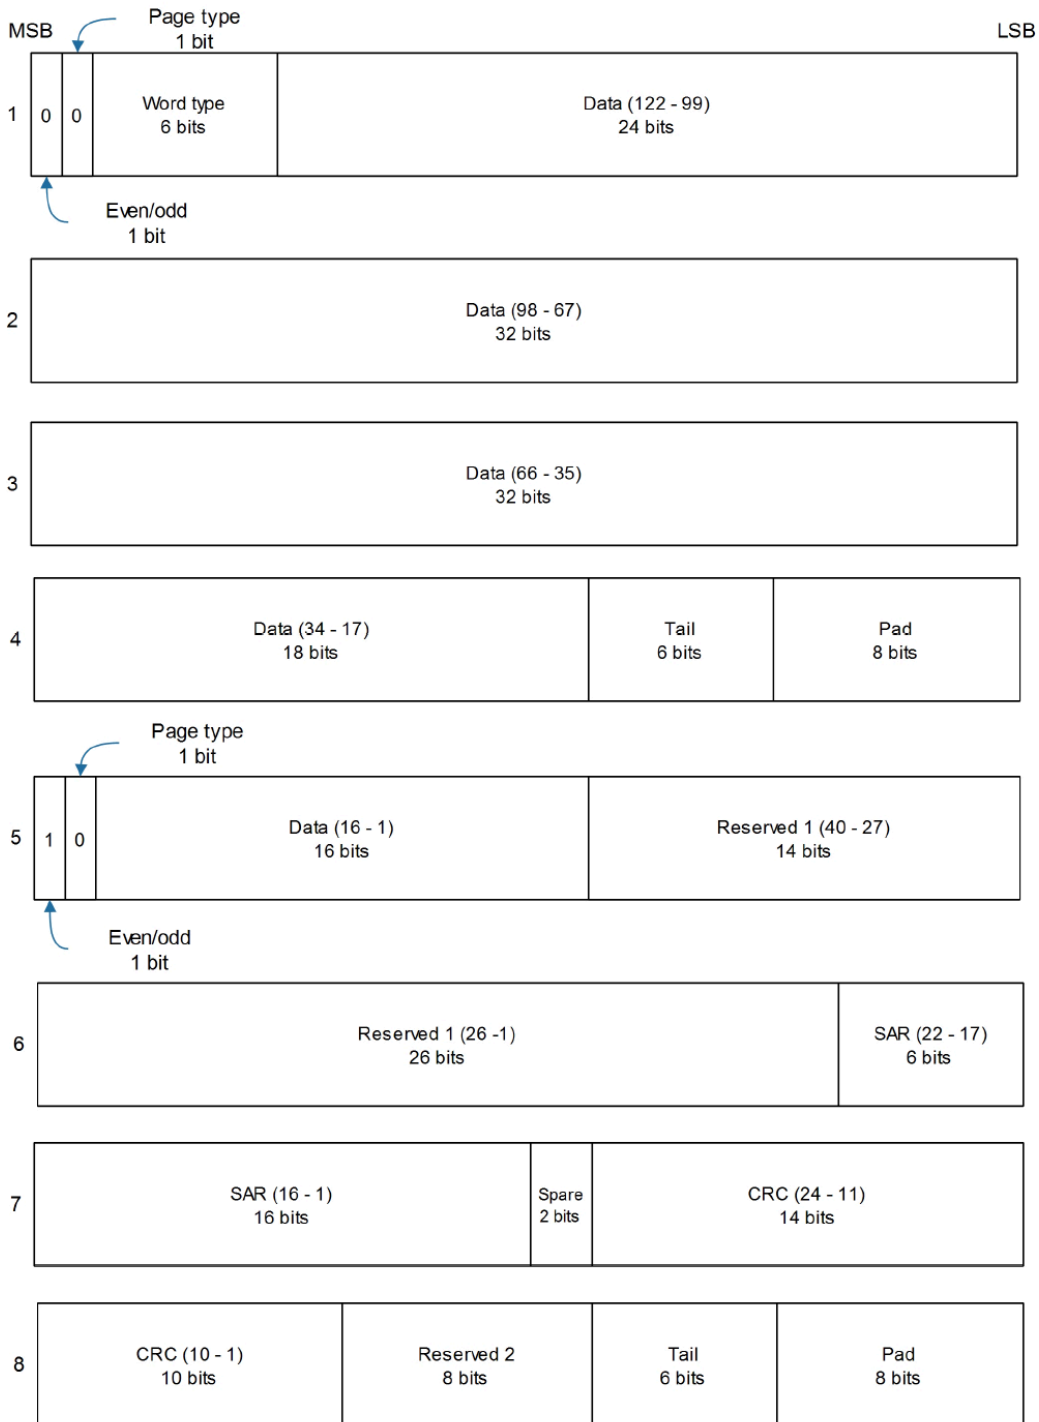 Page type
1 bit
MSB
LSB
1
0
0
Word type
6 bits
Data (122 - 99)
24 bits
Even/odd
1 bit
2
Data (98 - 67)
32 bits
3
Data (66 - 35)
32 bits
4
Data (34 - 17)
18 bits
Tail
6 bits
Pad
8 bits
Page type
1 bit
5
1
0
Data (16 - 1)
16 bits
Reserved 1 (40 - 27)
14 bits
Even/odd
1 bit
6
Reserved 1 (26 -1)
26 bits
SAR (22 - 17)
6 bits
7
SAR (16 - 1)
16 bits
Spare
2 bits
CRC (24 - 11)
14 bits
8
CRC (10 - 1)
10 bits
Reserved 2
8 bits
Tail
6 bits
Pad
8 bits